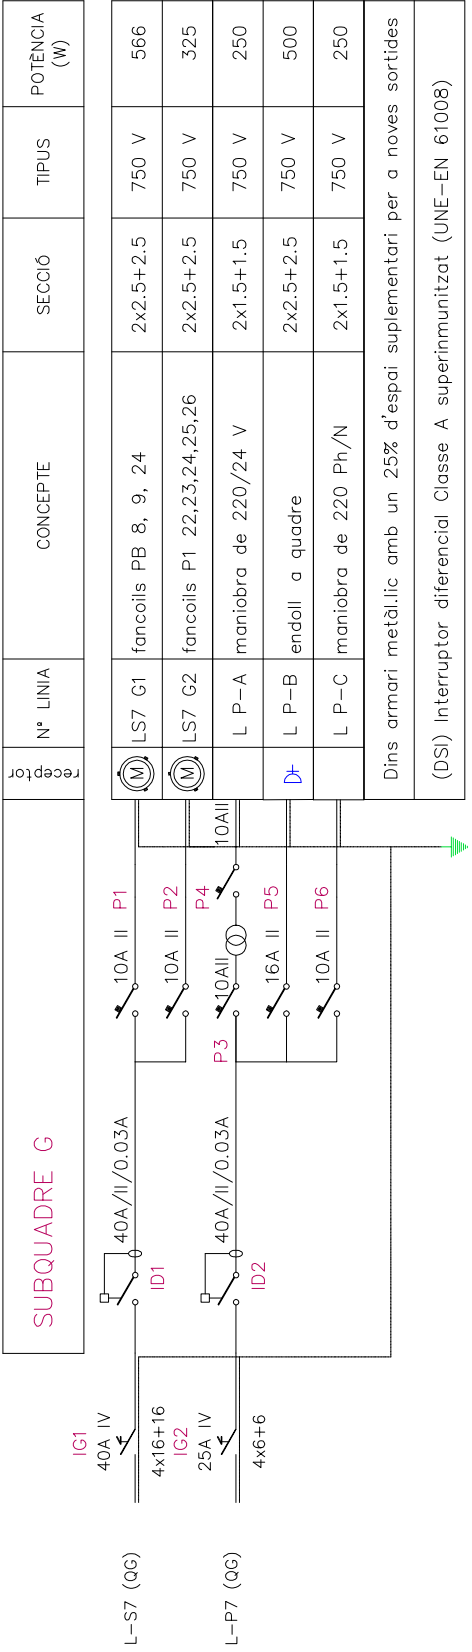 SUBQUADRE G
receptor
Nº LINIA
CONCEPTE
SECCIÓ
TIPUS
POTÈNCIA
(W)
L-S7 (QG)
IG1
40A IV
4x16+16
ID1
40A/II/0.03A
10A II
P1
M
LS7 G1
fancoils PB 8, 9, 24
2x2.5+2.5
750 V
566
10A II
P2
M
LS7 G2
fancoils P1 22,23,24,25,26
2x2.5+2.5
750 V
325
L-P7 (QG)
IG2
25A IV
4x6+6
ID2
40A/II/0.03A
P3
10AII
P4
10AII
L P-A
maniobra de 220/24 V
2x1.5+1.5
750 V
250
16A II
P5
L P-B
endoll a quadre
2x2.5+2.5
750 V
500
10A II
P6
L P-C
maniobra de 220 Ph/N
2x1.5+1.5
750 V
250
Dins armari metàl.lic amb un 25% d'espai suplementari per a noves sortides
(DSI) Interruptor diferencial Classe A superinmunitzat (UNE-EN 61008)